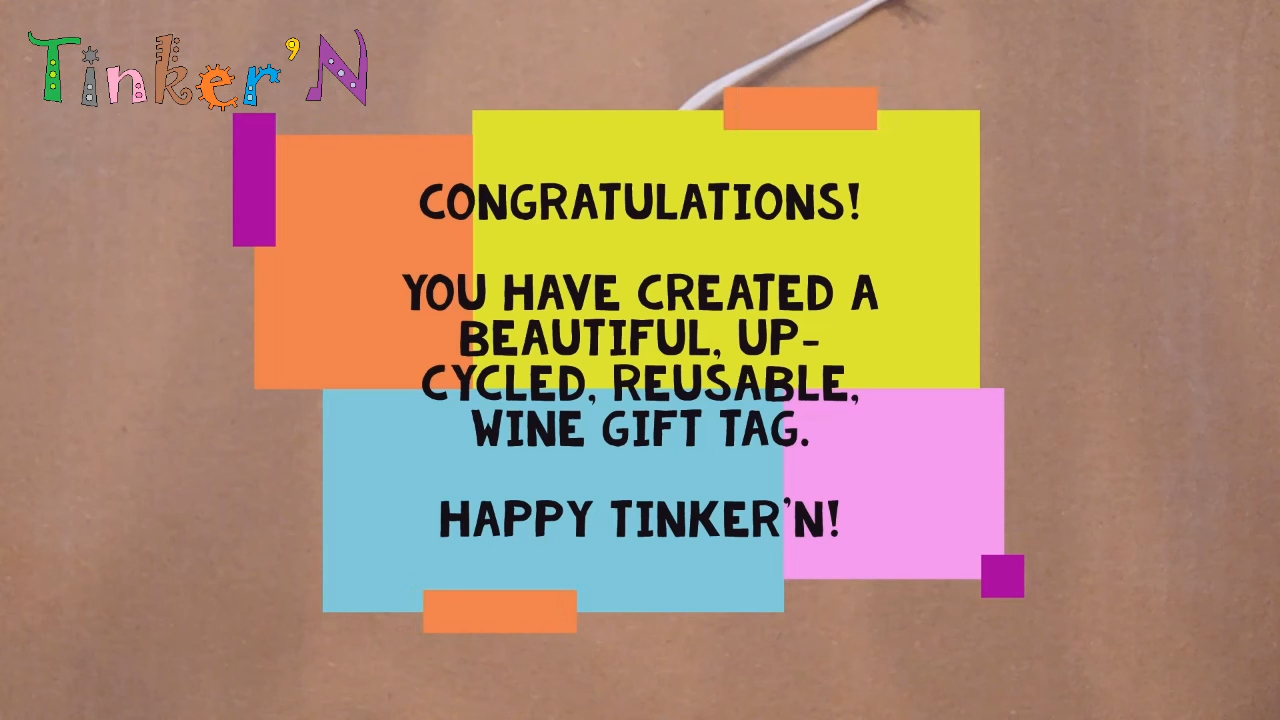 Tinker'N
CONGRATULATIONS!
YOU HAVE CREATED A
BEAUTIFUL, UP-
CYCLED, REUSABLE,
WINE GIFT TAG.
HAPPY TINKER'N!